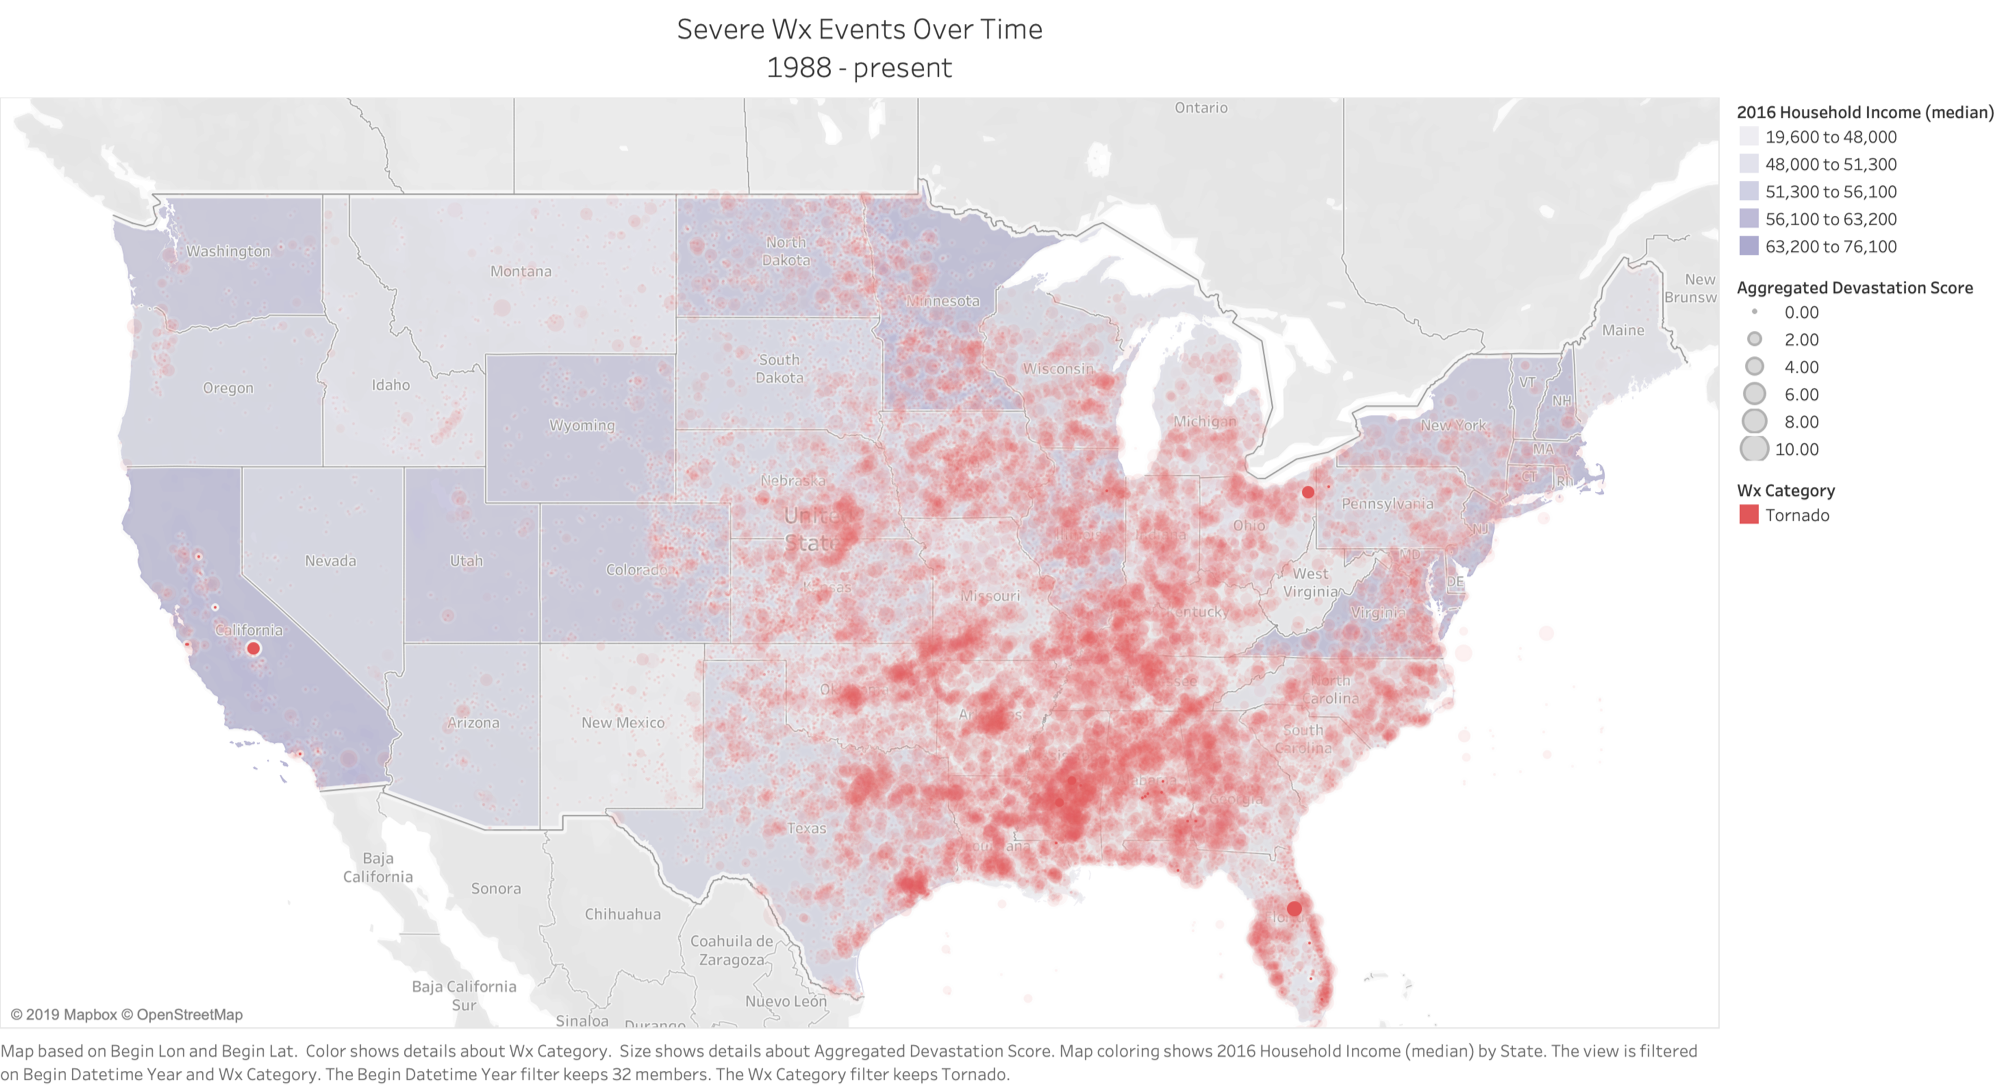 Severe Wx Events Over Time
1988 - present
Ontario
New
Brunsw
Washington
Montana
North
Dakota
Minnesota
Maine
Oregon
Idaho
South
Dakota
Wisconsin
Michigan
VT
NH
New York
MA
CT
RI
Wyoming
Nebraska
Pennsylvania
NJ
United
State
Ohio
Nevada
Utah
Colorado
Kansas
Missouri
West
Virginia
MD
DE
Virginia
California
Arizona
New Mexico
North
Carolina
South
Carolina
Texas
Georgia
Baja
California
Sonora
Chihuahua
Coahuila de
Zaragoza
Baja California
Sur
Nuevo León
Sinaloa
Durango
© 2019 Mapbox © OpenStreetMap
2016 Household Income (median)
19,600 to 48,000
48,000 to 51,300
51,300 to 56,100
56,100 to 63,200
63,200 to 76,100
Aggregated Devastation Score
0.00
2.00
4.00
6.00
8.00
10.00
Wx Category
Tornado
Map based on Begin Lon and Begin Lat.  Color shows details about Wx Category.  Size shows details about Aggregated Devastation Score. Map coloring shows 2016 Household Income (median) by State. The view is filtered
on Begin Datetime Year and Wx Category. The Begin Datetime Year filter keeps 32 members. The Wx Category filter keeps Tornado.